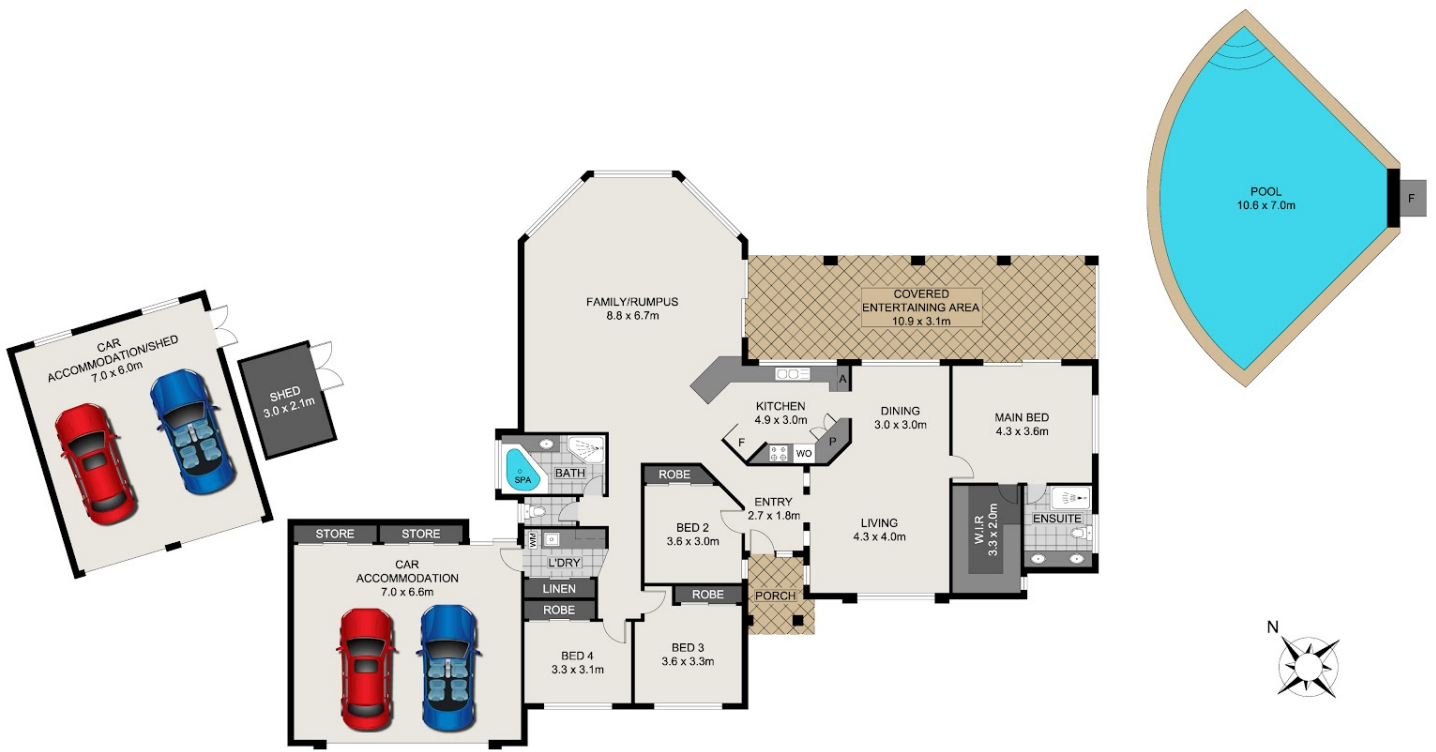 POOL
10.6 x 7.0m
F
FAMILY/RUMPUS
8.8 x 6.7m
COVERED
ENTERTAINING AREA
10.9 x 3.1m
CAR
ACCOMMODATION/SHED
7.0 x 6.0m
SHED
3.0 x 2.1m
KITCHEN
4.9 x 3.0m
A
F
WO
P
DINING
3.0 x 3.0m
MAIN BED
4.3 x 3.6m
SPA
BATH
ROBE
ENTRY
2.7 x 1.8m
BED 2
3.6 x 3.0m
LIVING
4.3 x 4.0m
W.I.R
3.3 x 2.0m
ENSUITE
STORE
STORE
WM
L'DRY
LINEN
CAR
ACCOMMODATION
7.0 x 6.6m
ROBE
ROBE
PORCH
BED 4
3.3 x 3.1m
BED 3
3.6 x 3.3m
N